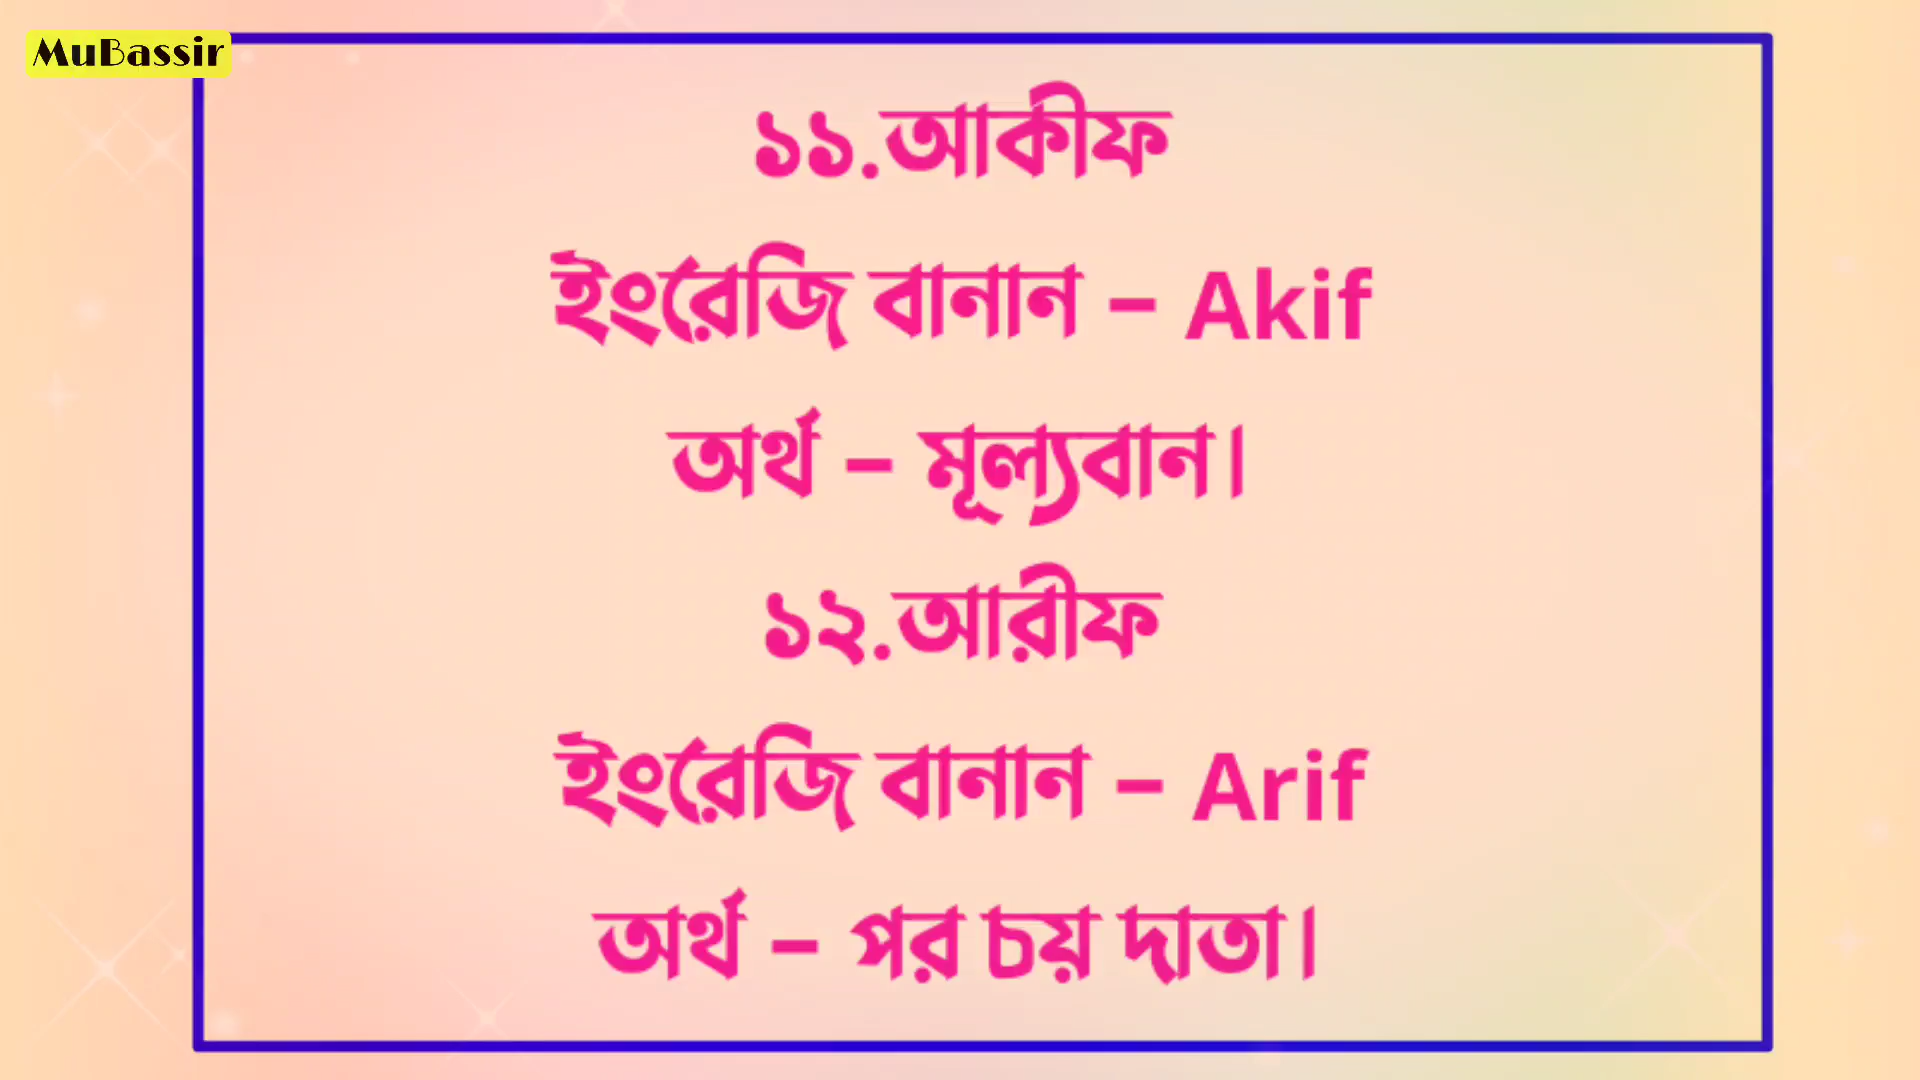 MuBassir
১১.আকীফ
ইংরেজি বানান – Akif
অর্থ – মূল্যবান।
১২.আরীফ
ইংরেজি বানান – Arif
অর্থ – পর চয় দাতা।